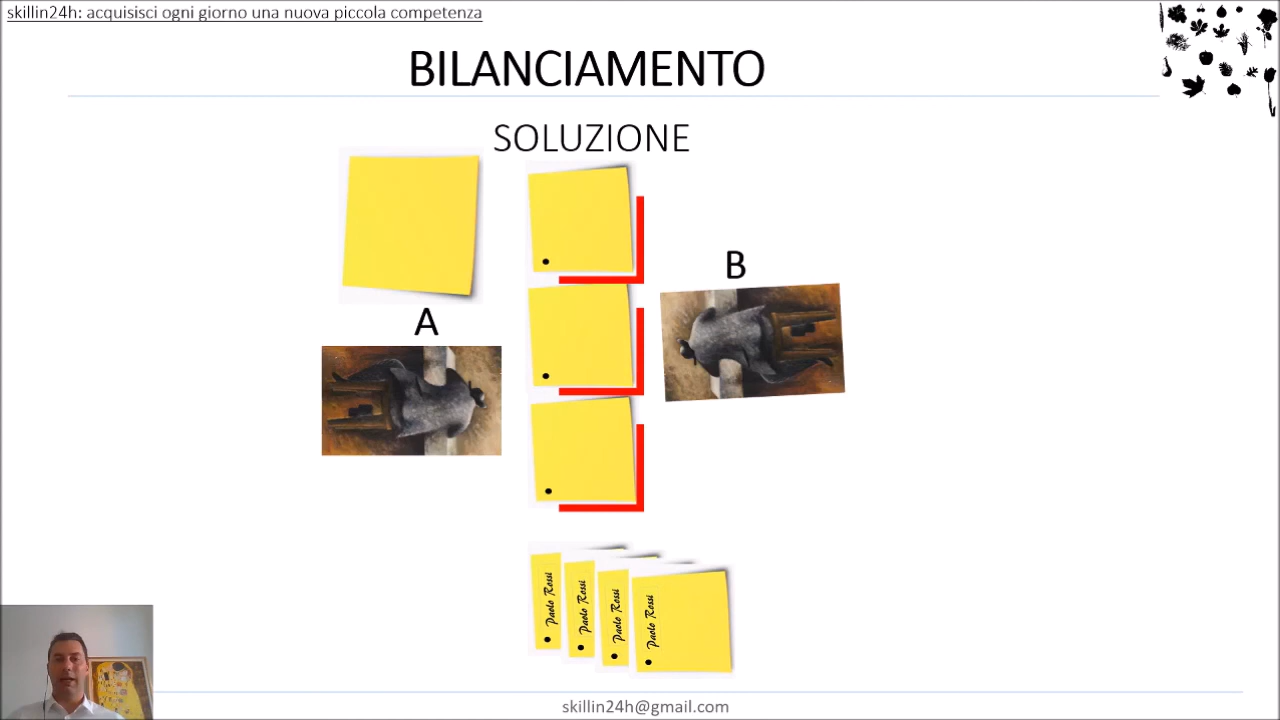 skillin24h: acquisisci ogni giorno una nuova piccola competenza
BILANCIAMENTO
SOLUZIONE
B
A
Paolo Rossi
Paolo Rossi
Paolo Rossi
Paolo Rossi
skillin24h@gmail.com